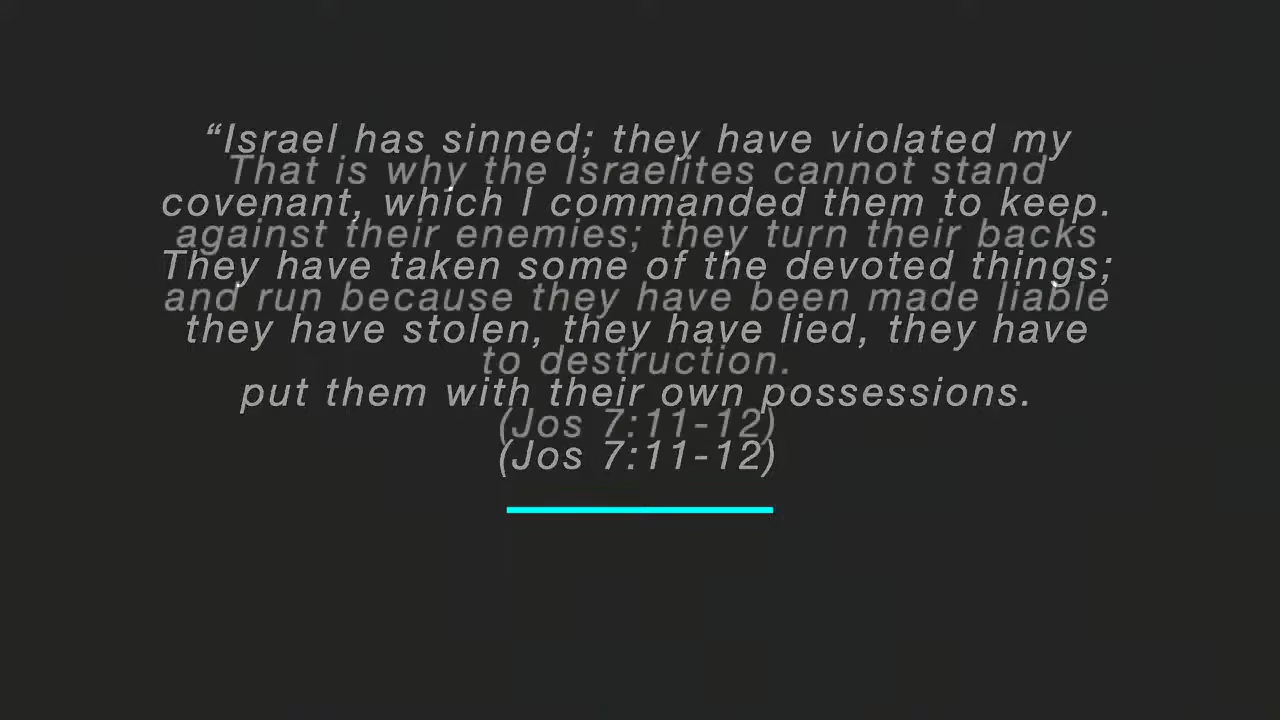 “Israel has sinned; they have violated my
That is why the Israelites cannot stand
covenant, which I commanded them to keep.
against their enemies; they turn their backs
They have taken some of the devoted things;
and run because they have been made liable
they have stolen, they have lied, they have
to destruction.
put them with their own possessions.
(Jos 7:11-12)
(Jos 7:11-12)